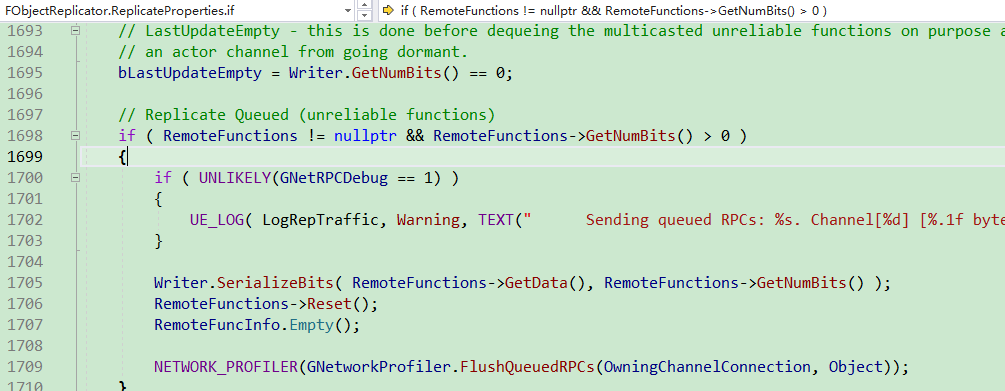 FObjectReplicator.ReplicateProperties.if
if ( RemoteFunctions != nullptr && RemoteFunctions->GetNumBits() > 0 )
1693 // LastUpdateEmpty - this is done before dequeing the multicasted unreliable functions on purpose a
1694 // an actor channel from going dormant.
1695 bLastUpdateEmpty = Writer.GetNumBits() == 0;
1696
1697 // Replicate Queued (unreliable functions)
1698 if ( RemoteFunctions != nullptr && RemoteFunctions->GetNumBits() > 0 )
1699 {
1700 if ( UNLIKELY(GNetRPCDebug == 1) )
1701 {
1702 UE_LOG( LogRepTraffic, Warning, TEXT("      Sending queued RPCs: %s. Channel[%d] [%.1f byte
1703 }
1704
1705 Writer.SerializeBits( RemoteFunctions->GetData(), RemoteFunctions->GetNumBits() );
1706 RemoteFunctions->Reset();
1707 RemoteFuncInfo.Empty();
1708
1709 NETWORK_PROFILER(GNetworkProfiler.FlushQueuedRPCs(OwningChannelConnection, Object));
1710 }